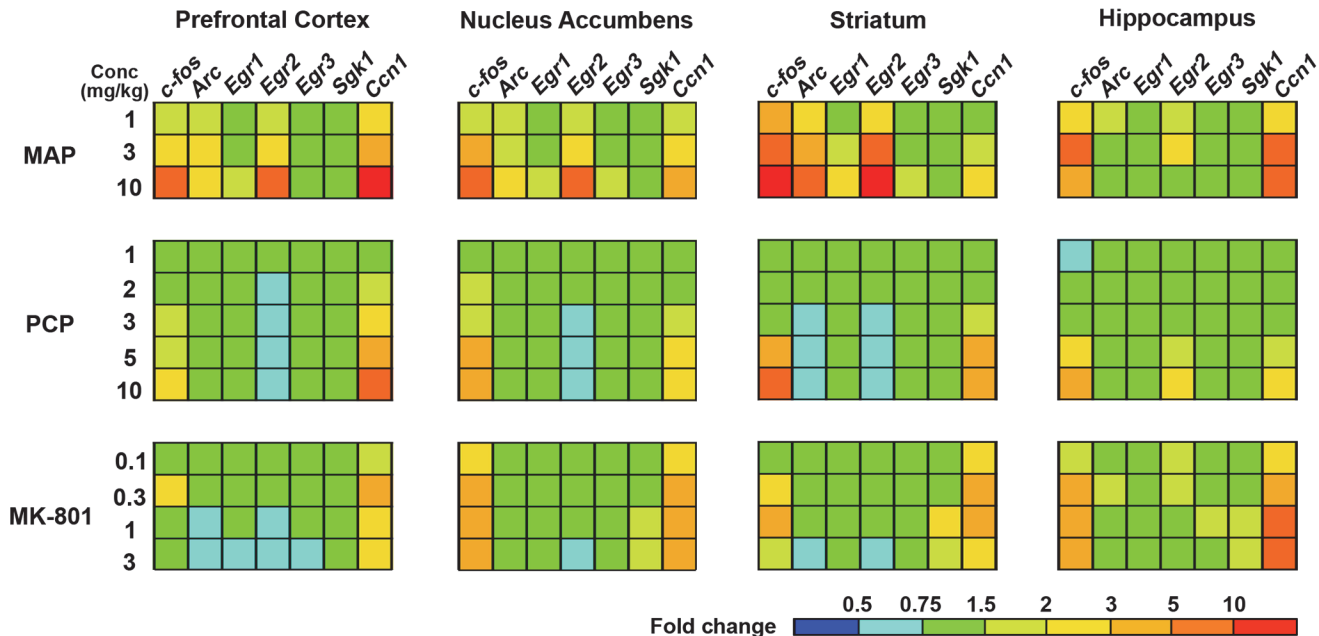 Prefrontal Cortex Nucleus Accumbens Striatum Hippocampus
Conc
(mg/kg)
c-fos Arc Egr1 Egr2 Egr3 Sgk1 Ccn1 c-fos Arc Egr1 Egr2 Egr3 Sgk1 Ccn1 c-fos Arc Egr1 Egr2 Egr3 Sgk1 Ccn1 c-fos Arc Egr1 Egr2 Egr3 Sgk1 Ccn1
1
MAP 3
10
1
2
PCP 3
5
10
0.1
0.3
MK-801 1
3
0.5 0.75 1.5 2 3 5 10
Fold change